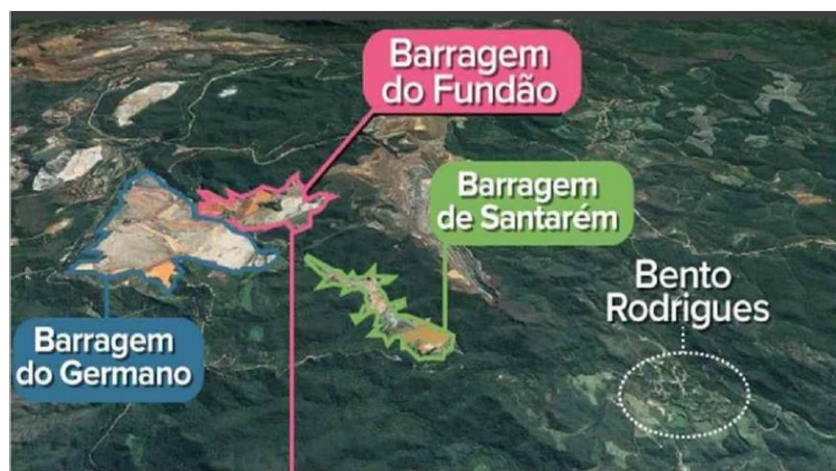 Barragem
do Fundão
Barragem
de Santarém
Bento
Rodrigues
Barragem
do Germano